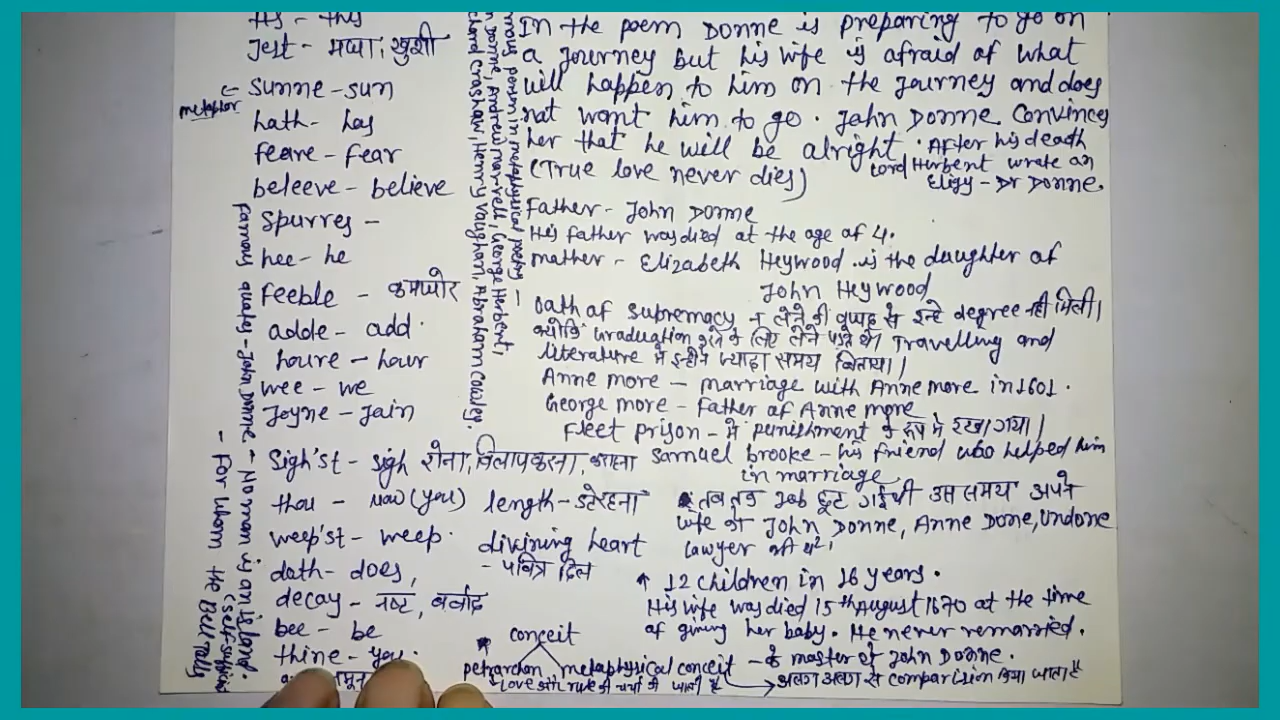 Jest - मजा, खुशी
sunne - sun
metaphor
hath - has
feare - fear
beleeve - believe
spurres -
hee - he
feeble - कमजोर
adde - add
houre - hour
wee - we
Joyne - Join
Sigh'st - sigh रोना, विलाप करना,
thou - you (you)
weep'st - weep
doth - does,
decay - नष्ट, बर्बाद
bee - be
thine - you
length - ठहरना
divining heart
- पवित्र दिल
conceit
petrarchan metaphysical conceit - के master है John Donne.
अलग अलग से comparision किया जाता है
famous quates - John Donne - No man is an island.
(self-sufficient
- For whom the Bell Tolls
famous person in metaphysical poetry -
n Donne, Andrew marvell, George Herbert,
chard Crashaw, Henry Vaughan, Abraham Cowley.
In the poem Donne is preparing to go on
a Journey but his wife is afraid of what
will happen to him on the Journey and does
not want him to go. John Donne Convinces
her that he will be alright. After his death
Lord Herbert wrote an
Eligy - Dr Donne.
(True love never dies)
Father - John Donne
His father was died at the age of 4.
mother - Elizabeth Heywood is the daughter of
John Heywood
Oath of Supremacy न लेने की वजह से इन्हे degree नही मिली।
क्योकि Graduation करने के लिए लेने पडते थे। Travelling and
literature मे इन्होने ज्यादा समय बिताया।
Anne more - marriage with Anne more in 1601.
George more - Father of Anne more
Fleet prison - मे punishment के रूप मे रखा गया।
Samuel brooke - his friend who helped him
in marriage
तब तक Job छूट गई थी उस समय अपने
wife को John Donne, Anne Done, Undone
Lawyer भी थे।
12 children in 16 years.
His wife was died 15th August 1670 at the time
of giving her baby. He never remarried.